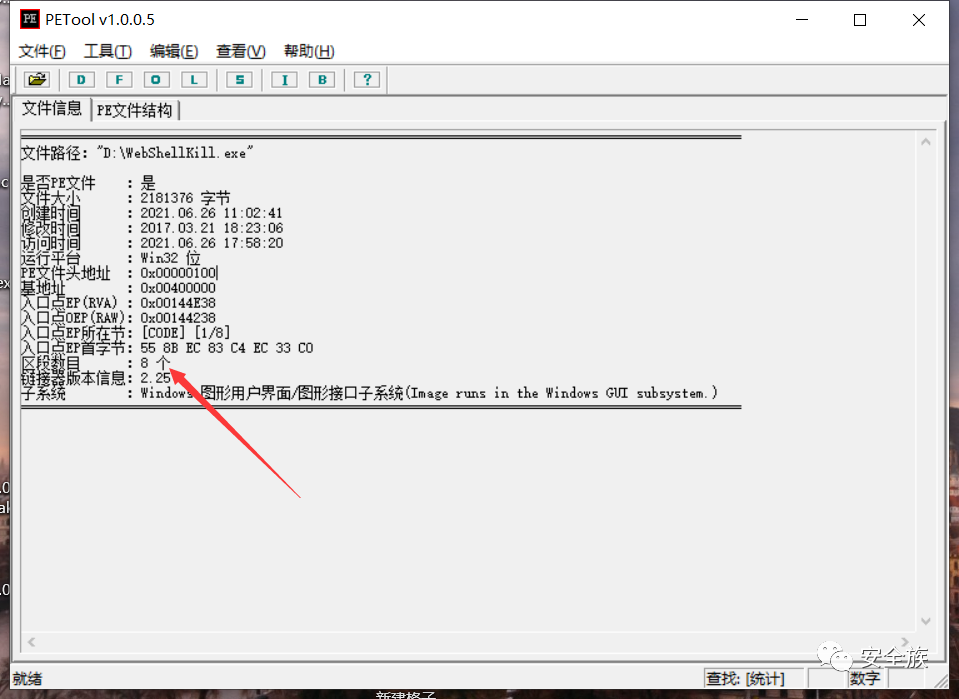 PETool v1.0.0.5
文件(F) 工具(T) 编辑(E) 查看(V) 帮助(H)
D F O L S I B ?
文件信息 PE文件结构
文件路径: "D:\WebShellKill.exe"
是否PE文件 : 是
文件大小 : 2181376 字节
创建时间 : 2021.06.26 11:02:41
修改时间 : 2017.03.21 18:23:06
访问时间 : 2021.06.26 17:58:20
运行平台 : Win32 位
PE文件头地址 : 0x00000100
基地址 : 0x00400000
入口点EP(RVA) : 0x00144E38
入口点OEP(RAW): 0x00144238
入口点EP所在节: [CODE] [1/8]
入口点EP首字节: 55 8B EC 83 C4 EC 33 C0
区段数目 : 8 个
链接器版本信息: 2.25
子系统 : Windows 图形用户界面/图形接口子系统(Image runs in the Windows GUI subsystem.)
安全族
就绪 查找: [统计] 数字